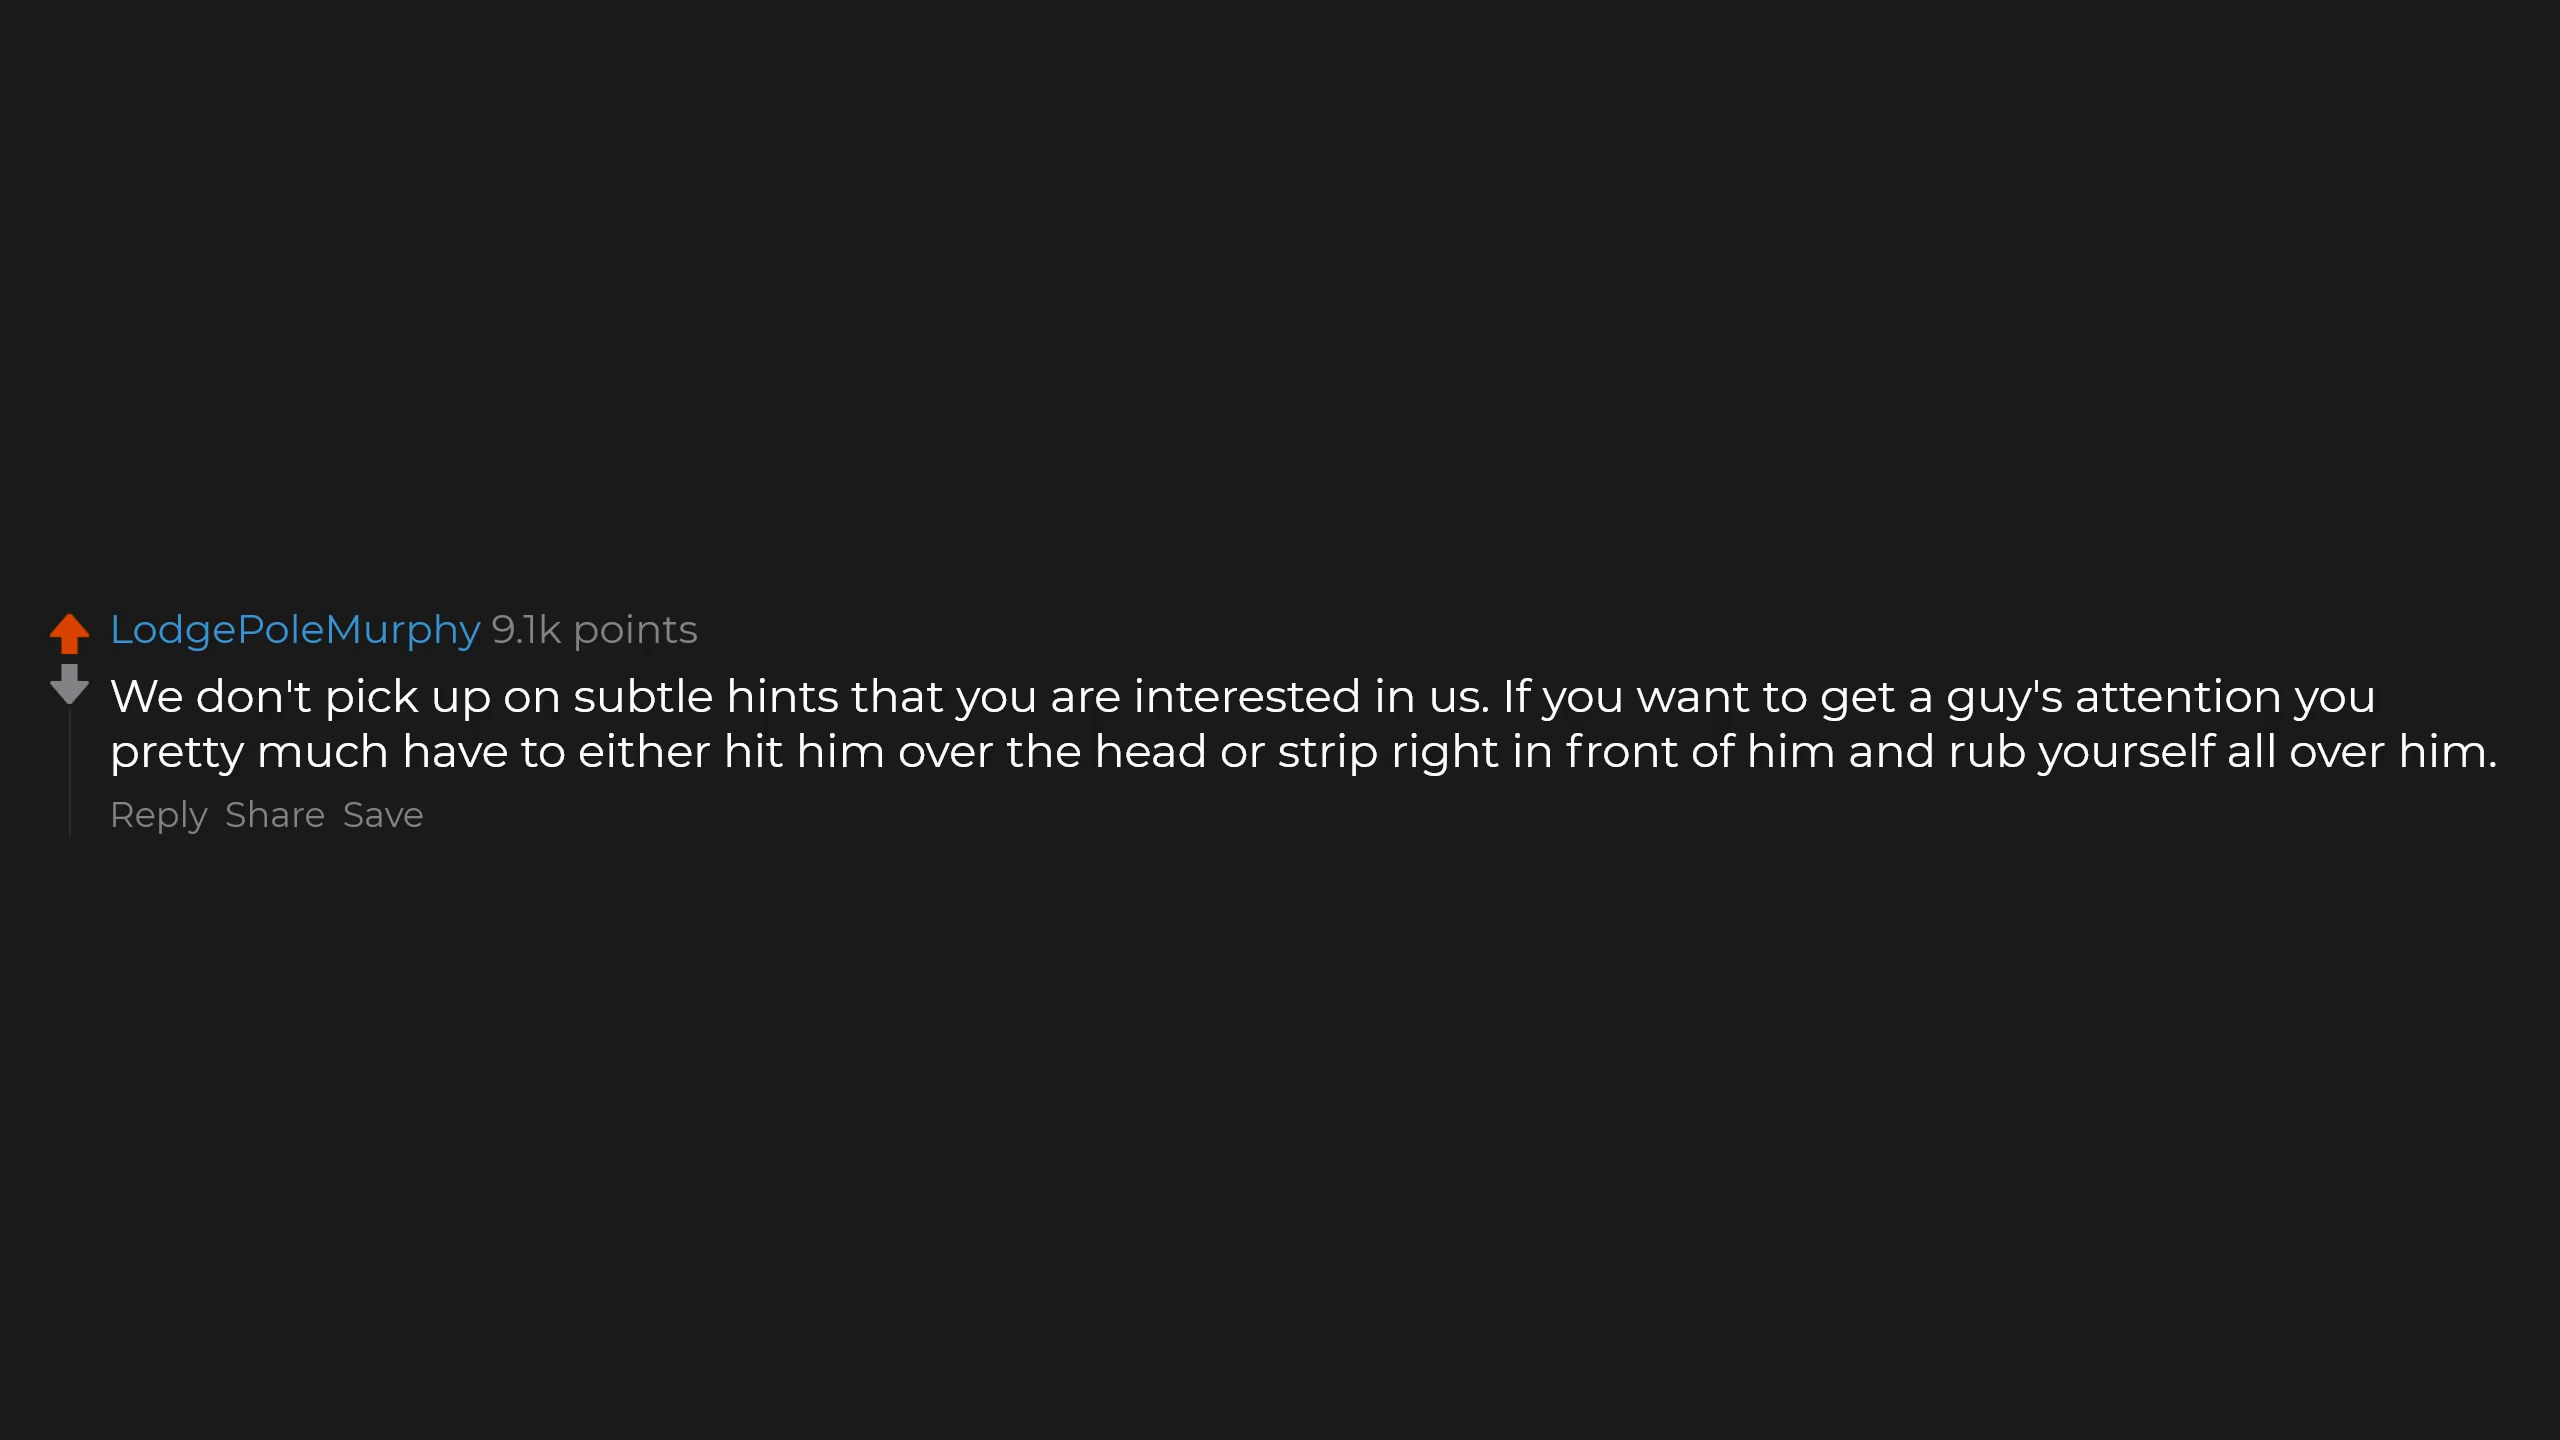 LodgePoleMurphy 9.1k points
We don't pick up on subtle hints that you are interested in us. If you want to get a guy's attention you
pretty much have to either hit him over the head or strip right in front of him and rub yourself all over him.
Reply Share Save